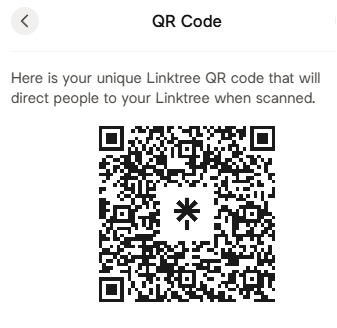 QR Code
Here is your unique Linktree QR code that will
direct people to your Linktree when scanned.